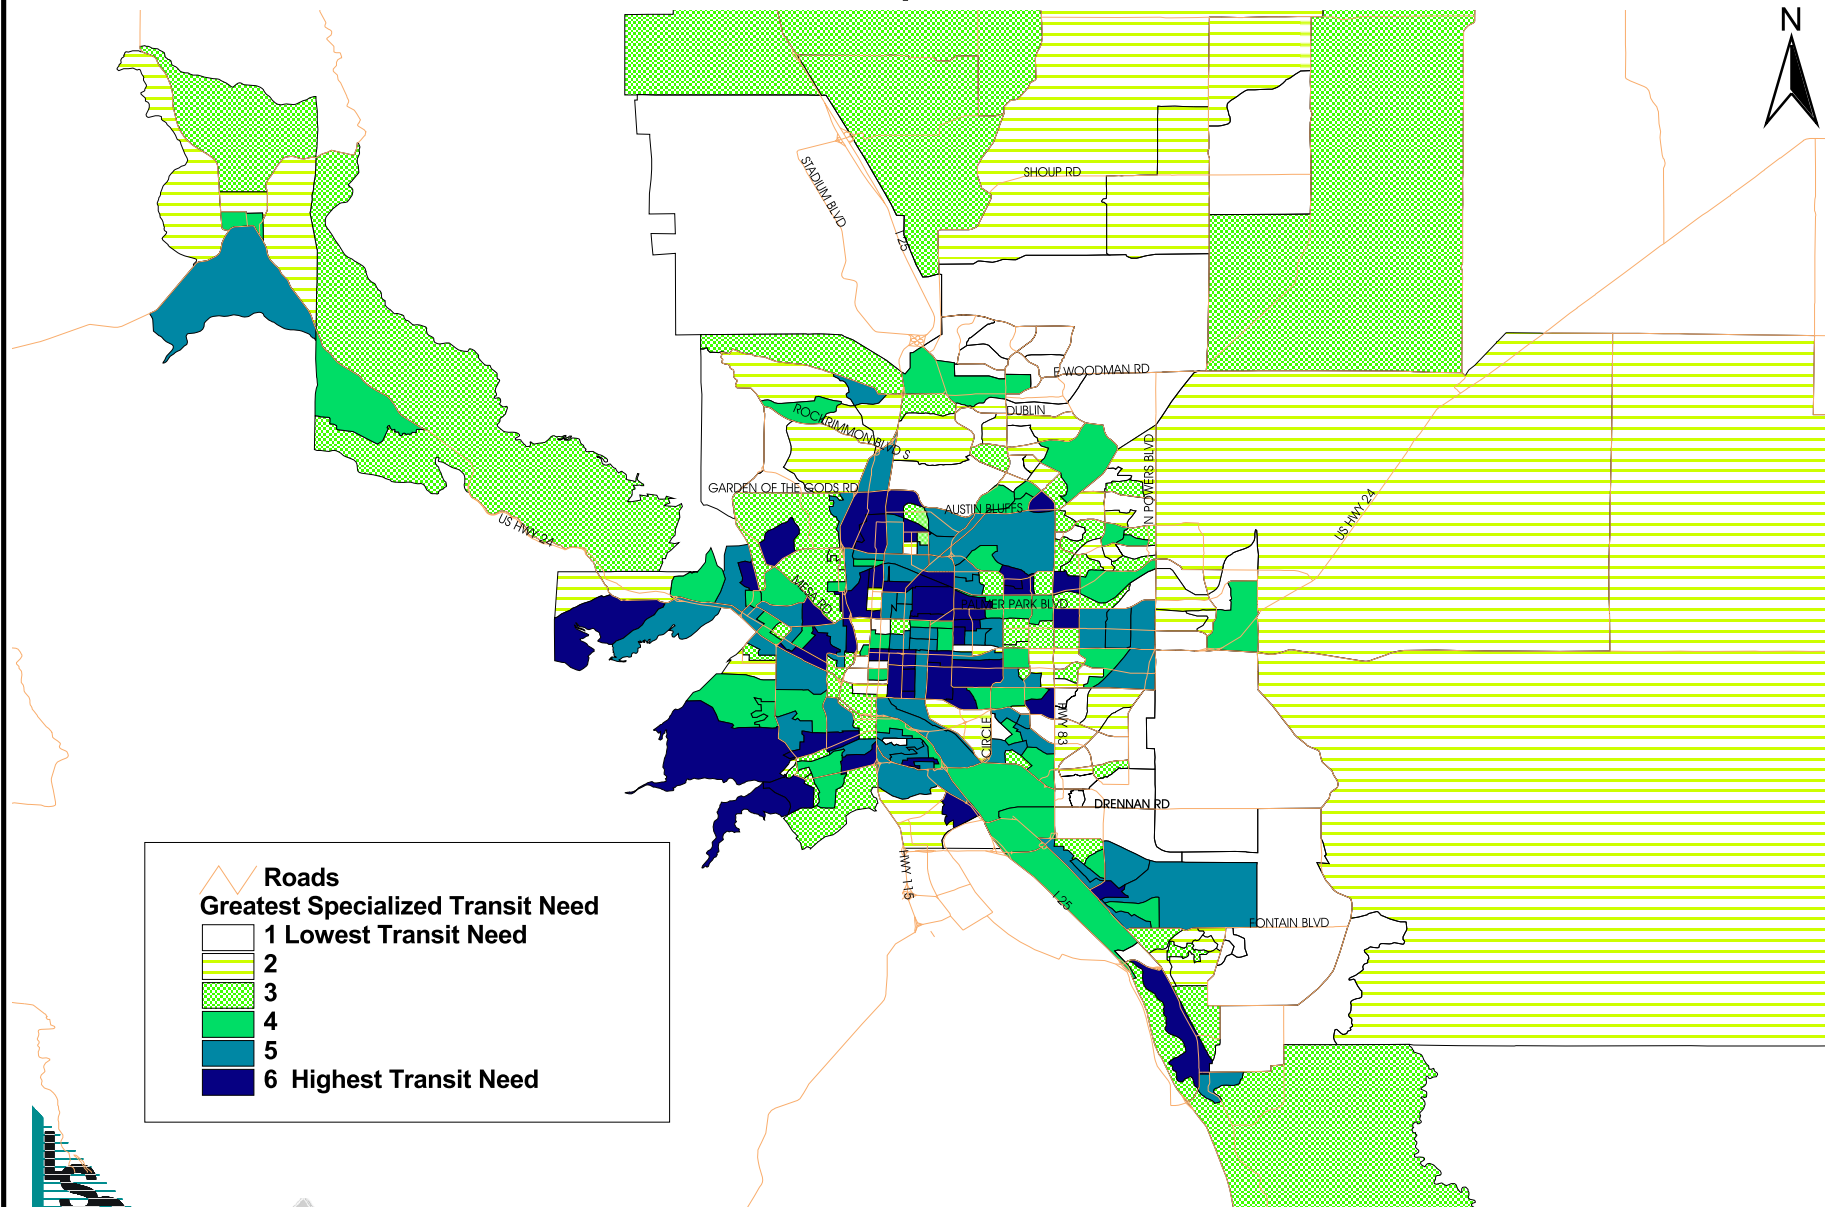 N
SHOUP RD
STADIUM BLVD
I 25
E WOODMAN RD
DUBLIN
ROCKRIMMON BLVD S
N POWERS BLVD
GARDEN OF THE GODS RD
AUSTIN BLUFFS
US HWY 24
US HWY 24
MESA RD
PALMER PARK BLVD
CIRCLE
HWY 83
DRENNAN RD
HWY 115
I 25
FONTAIN BLVD
Roads
Greatest Specialized Transit Need
1 Lowest Transit Need
2
3
4
5
6 Highest Transit Need